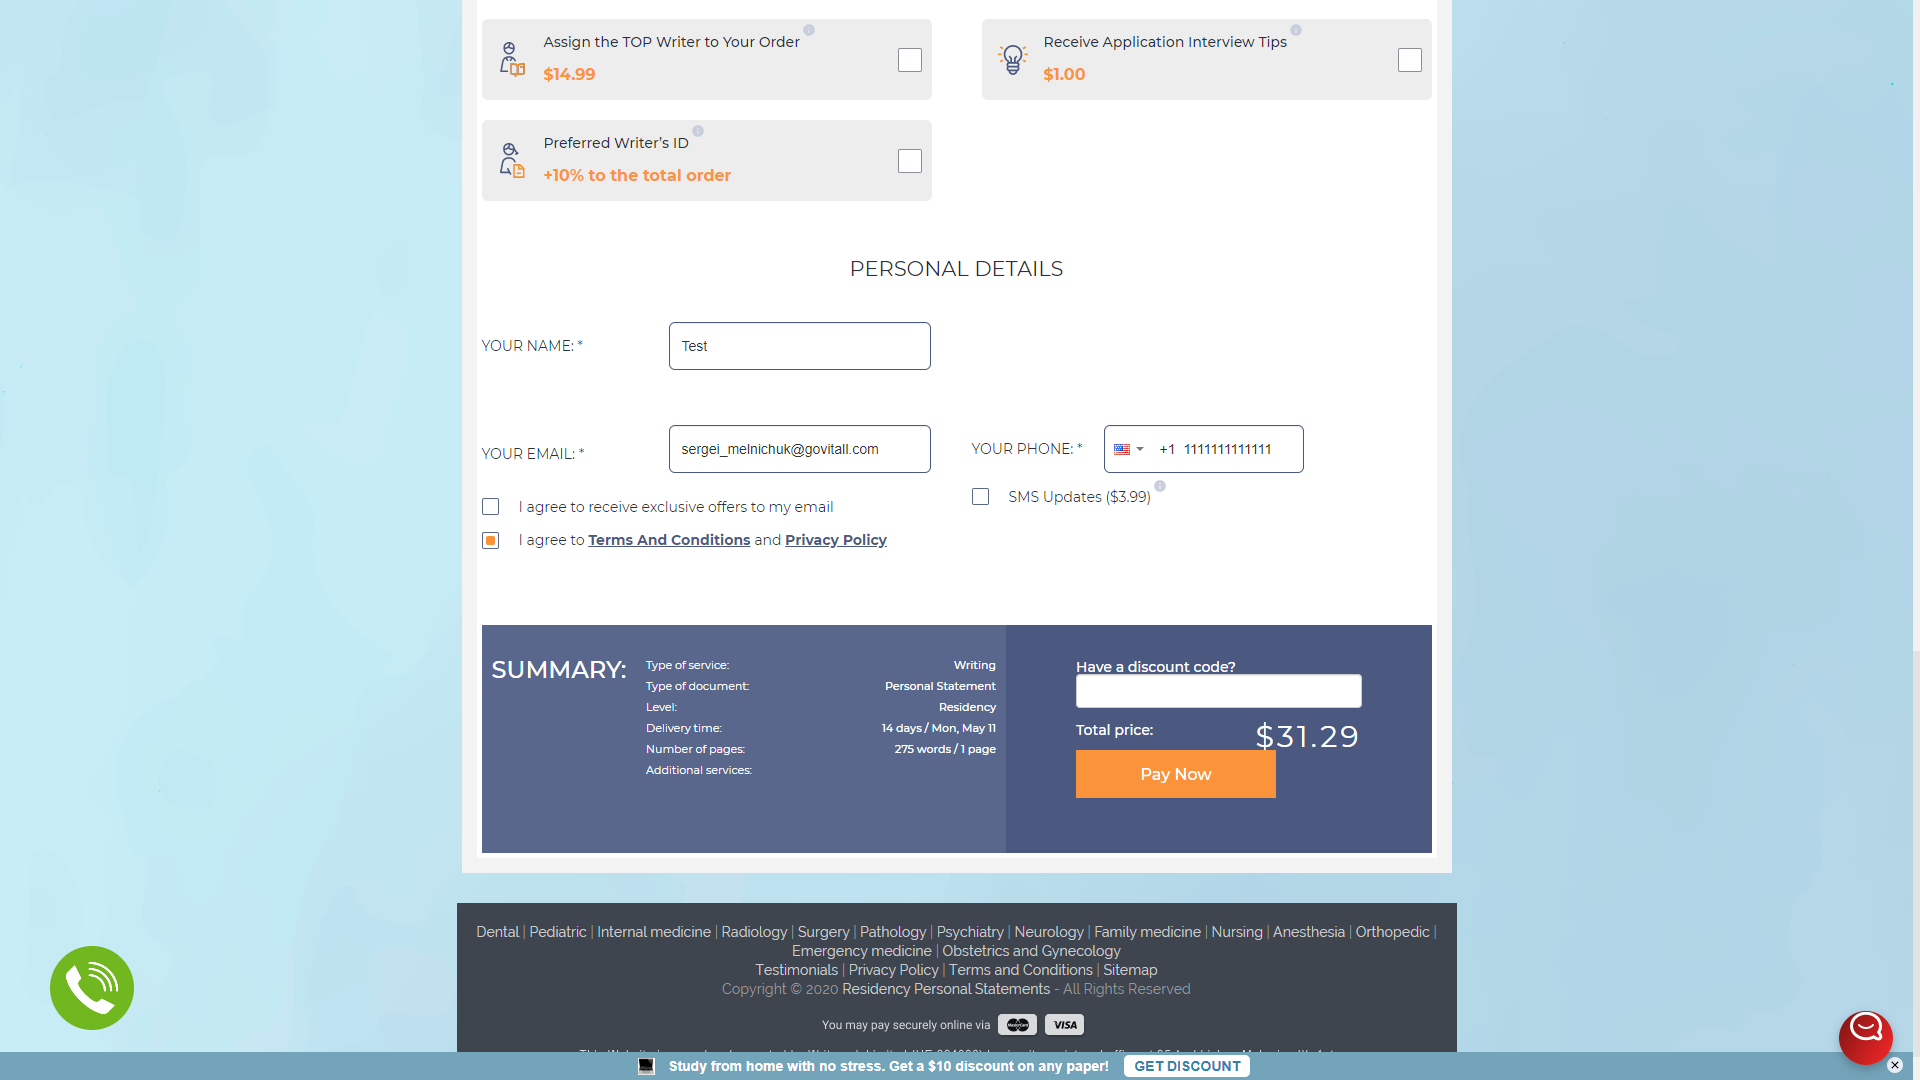 Assign the TOP Writer to Your Order
$14.99
Receive Application Interview Tips
$1.00
Preferred Writer's ID
+10% to the total order
PERSONAL DETAILS
YOUR NAME: *
Test
YOUR EMAIL: *
sergei_melnichuk@govitall.com
YOUR PHONE: *
+1 1111111111111
I agree to receive exclusive offers to my email
SMS Updates ($3.99)
I agree to Terms And Conditions and Privacy Policy
SUMMARY:
Type of service: Writing
Type of document: Personal Statement
Level: Residency
Delivery time: 14 days / Mon, May 11
Number of pages: 275 words / 1 page
Additional services:
Have a discount code?
Total price: $31.29
Pay Now
Dental | Pediatric | Internal medicine | Radiology | Surgery | Pathology | Psychiatry | Neurology | Family medicine | Nursing | Anesthesia | Orthopedic |
Emergency medicine | Obstetrics and Gynecology
Testimonials | Privacy Policy | Terms and Conditions | Sitemap
Copyright © 2020 Residency Personal Statements - All Rights Reserved
You may pay securely online via MasterCard VISA
Study from home with no stress. Get a $10 discount on any paper! GET DISCOUNT